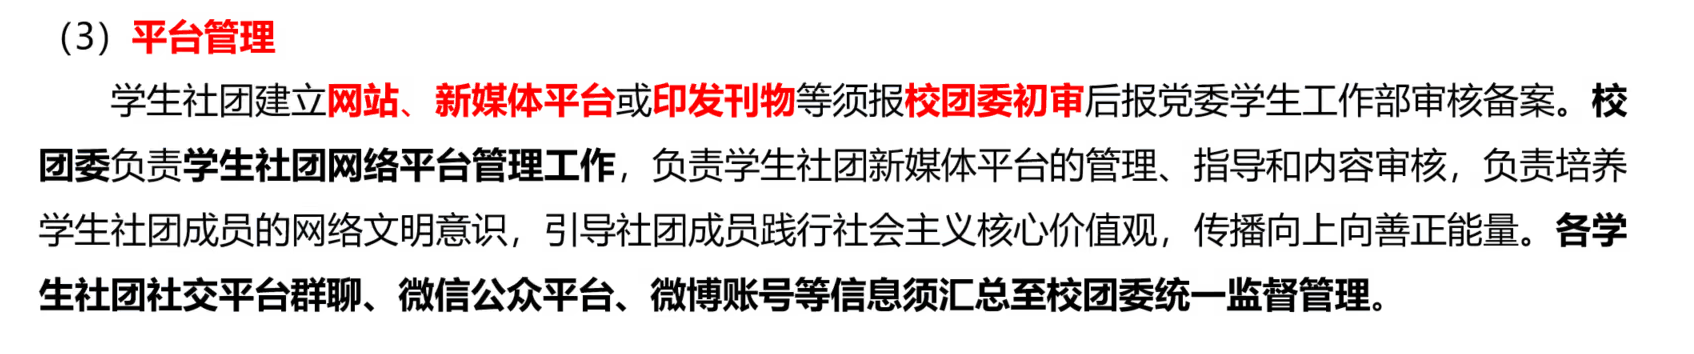 （3）平台管理
学生社团建立网站、新媒体平台或印发刊物等须报校团委初审后报党委学生工作部审核备案。校
团委负责学生社团网络平台管理工作，负责学生社团新媒体平台的管理、指导和内容审核，负责培养
学生社团成员的网络文明意识，引导社团成员践行社会主义核心价值观，传播向上向善正能量。各学
生社团社交平台群聊、微信公众平台、微博账号等信息须汇总至校团委统一监督管理。